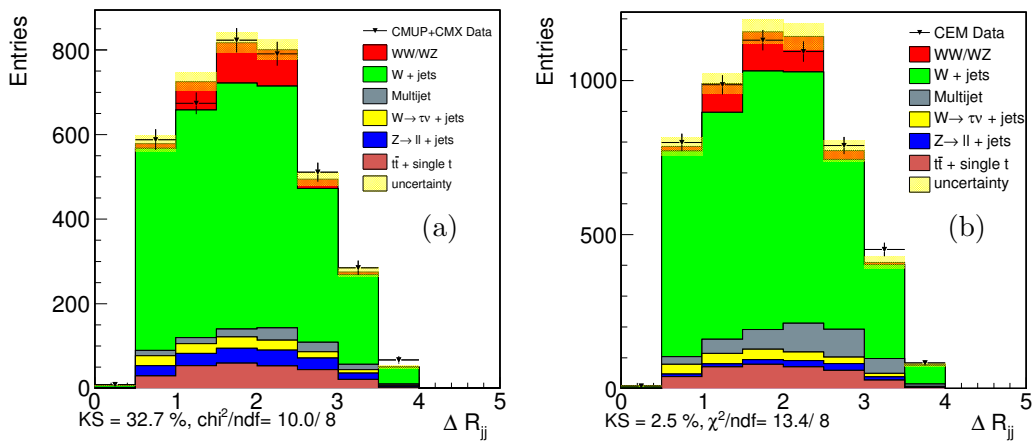 Entries
800
600
400
200
0
0 1 2 3 4 5
CMUP+CMX Data
WW/WZ
W + jets
Multijet
W→ τν + jets
Z→ ll + jets
tt̄ + single t
uncertainty
(a)
Δ R_jj
KS = 32.7 %, chi²/ndf= 10.0/ 8
Entries
1000
500
0
0 1 2 3 4 5
CEM Data
WW/WZ
W + jets
Multijet
W→ τν + jets
Z→ ll + jets
tt̄ + single t
uncertainty
(b)
Δ R_jj
KS = 2.5 %, χ²/ndf= 13.4/ 8